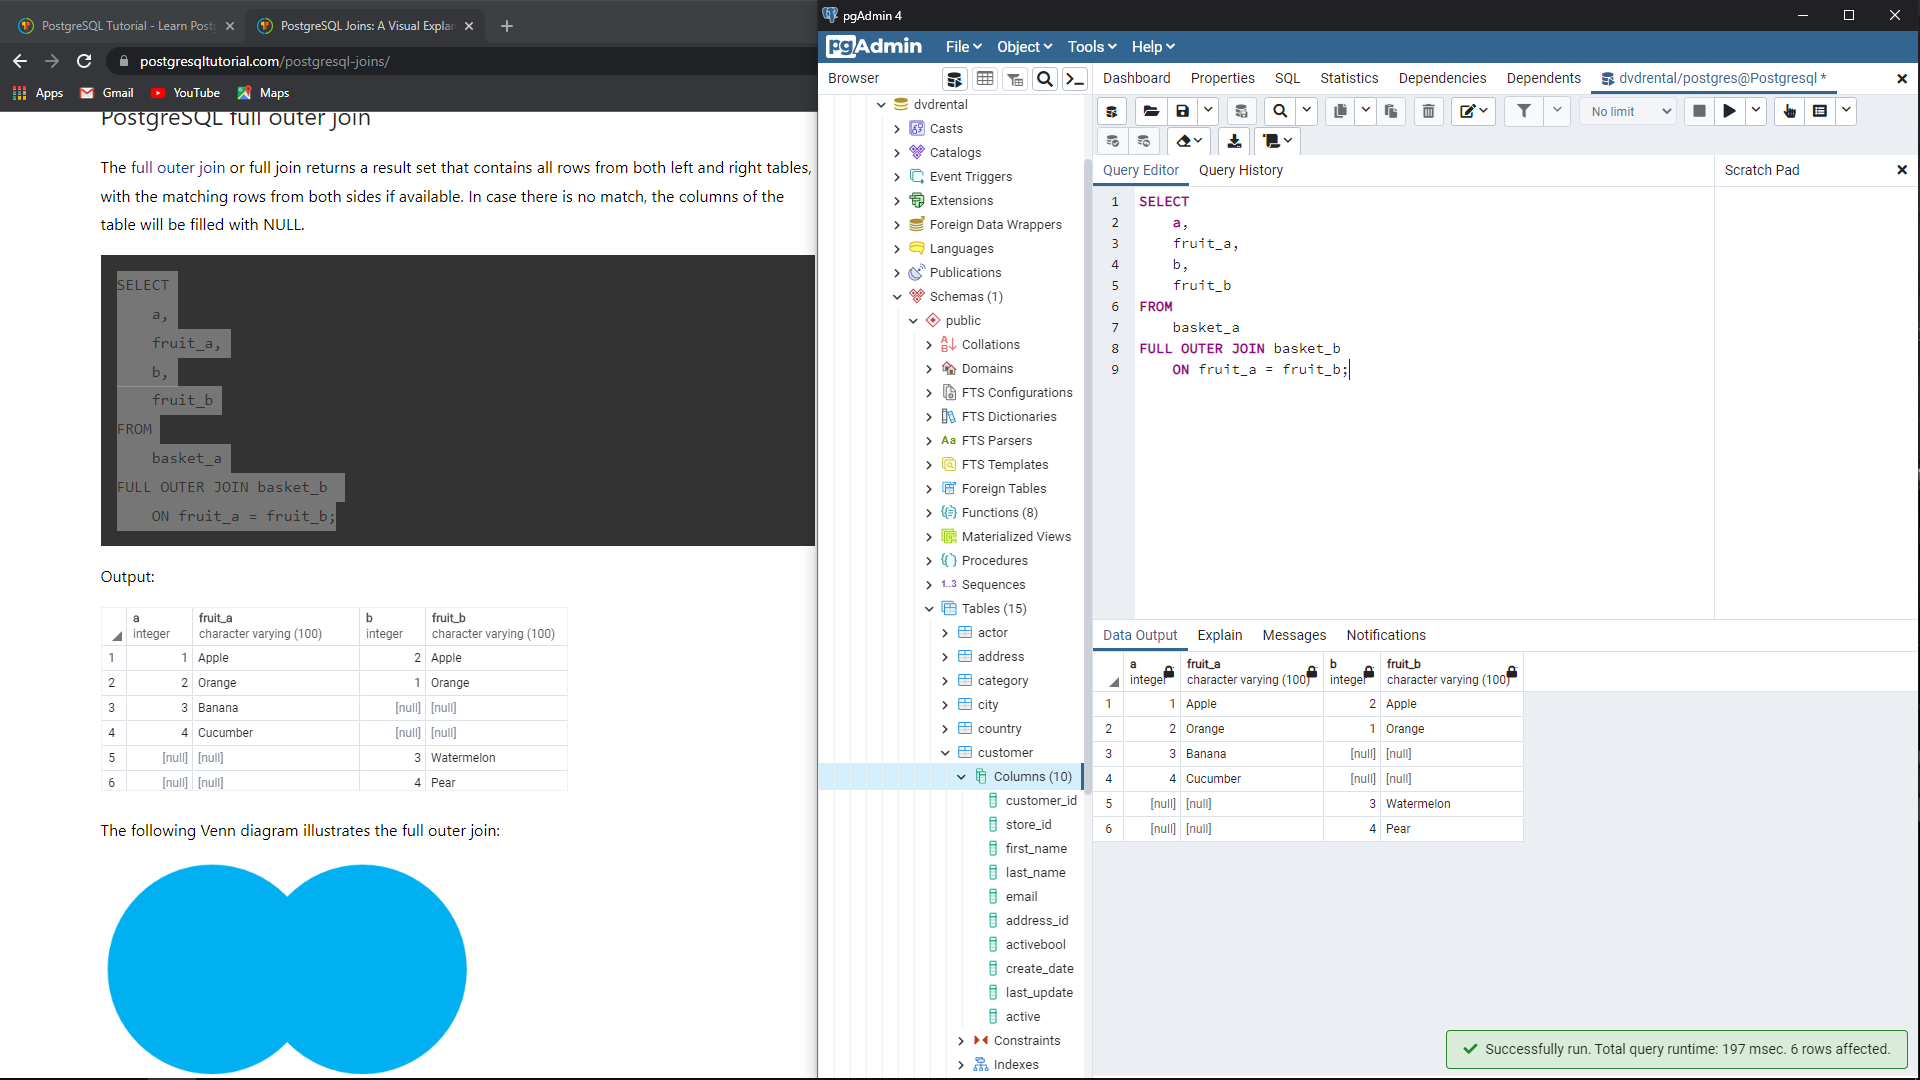 PostgreSQL Tutorial - Learn Post
PostgreSQL Joins: A Visual Explan
postgresqltutorial.com/postgresql-joins/
Apps
Gmail
YouTube
Maps
PostgreSQL full outer join
The full outer join or full join returns a result set that contains all rows from both left and right tables,
with the matching rows from both sides if available. In case there is no match, the columns of the
table will be filled with NULL.
SELECT
a,
fruit_a,
b,
fruit_b
FROM
basket_a
FULL OUTER JOIN basket_b
ON fruit_a = fruit_b;
Output:
a integer fruit_a character varying (100) b integer fruit_b character varying (100)
1 1 Apple 2 Apple
2 2 Orange 1 Orange
3 3 Banana [null] [null]
4 4 Cucumber [null] [null]
5 [null] [null] 3 Watermelon
6 [null] [null] 4 Pear
The following Venn diagram illustrates the full outer join:
pgAdmin 4
pgAdmin File Object Tools Help
Browser
dvdrental
Casts
Catalogs
Event Triggers
Extensions
Foreign Data Wrappers
Languages
Publications
Schemas (1)
public
Collations
Domains
FTS Configurations
FTS Dictionaries
Aa FTS Parsers
FTS Templates
Foreign Tables
Functions (8)
Materialized Views
Procedures
1..3 Sequences
Tables (15)
actor
address
category
city
country
customer
Columns (10)
customer_id
store_id
first_name
last_name
email
address_id
activebool
create_date
last_update
active
Constraints
Indexes
Dashboard Properties SQL Statistics Dependencies Dependents dvdrental/postgres@Postgresql *
No limit
Query Editor Query History
Scratch Pad
1 SELECT
2 a,
3 fruit_a,
4 b,
5 fruit_b
6 FROM
7 basket_a
8 FULL OUTER JOIN basket_b
9 ON fruit_a = fruit_b;
Data Output Explain Messages Notifications
a integer fruit_a character varying (100) b integer fruit_b character varying (100)
1 1 Apple 2 Apple
2 2 Orange 1 Orange
3 3 Banana [null] [null]
4 4 Cucumber [null] [null]
5 [null] [null] 3 Watermelon
6 [null] [null] 4 Pear
Successfully run. Total query runtime: 197 msec. 6 rows affected.